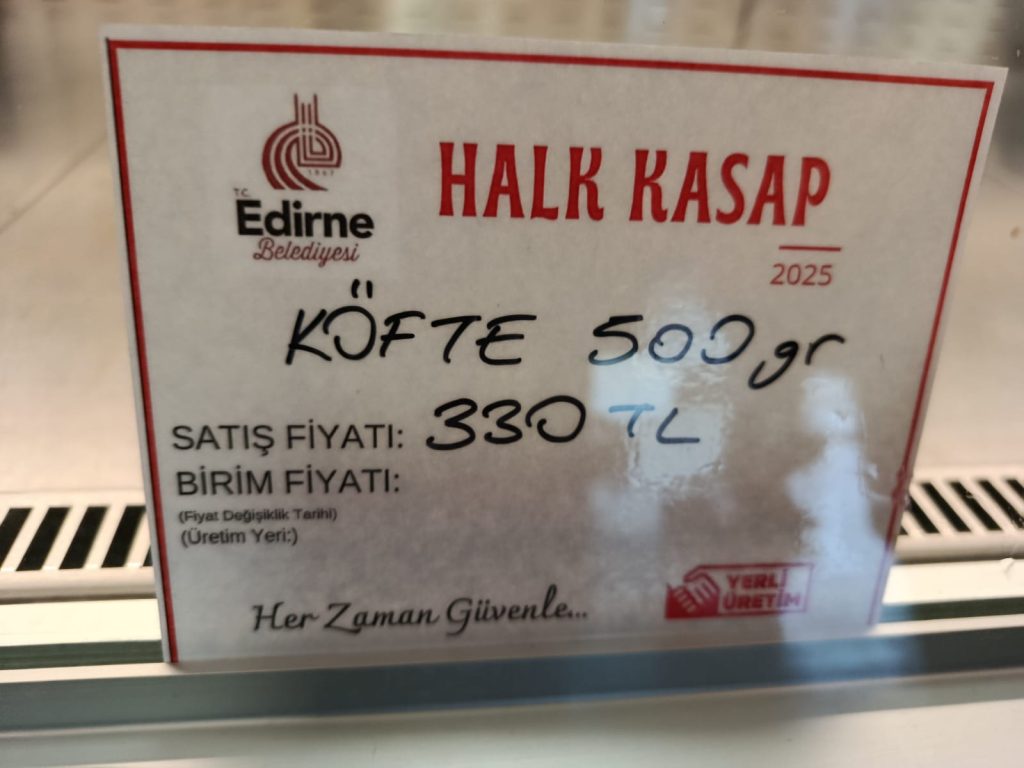 1867
T.C.
Edirne
Belediyesi
HALK KASAP
2025
KÖFTE 500gr
SATIŞ FİYATI: 330 TL
BİRİM FİYATI:
(Fiyat Değişiklik Tarihi)
(Üretim Yeri:)
Her Zaman Güvenle...
YERLİ
ÜRETİM